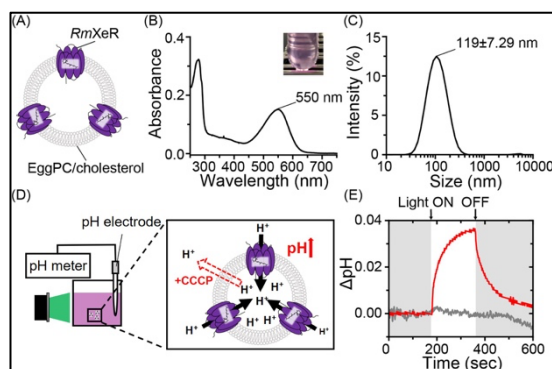 (A)
RmXeR
EggPC/cholesterol
(B)
Absorbance
0.4
0.2
0.0
550 nm
300 400 500 600 700
Wavelength (nm)
(C)
Intensity (%)
15
10
5
0
119±7.29 nm
10 100 1000 10000
Size (nm)
(D)
pH electrode
pH meter
H⁺
pH
H⁺
+CCCP
H⁺
H⁺
H⁺
H⁺
H⁺
H⁺
H⁺
(E)
Light ON OFF
ΔpH
0.04
0.02
0.00
0 200 400 600
Time (sec)